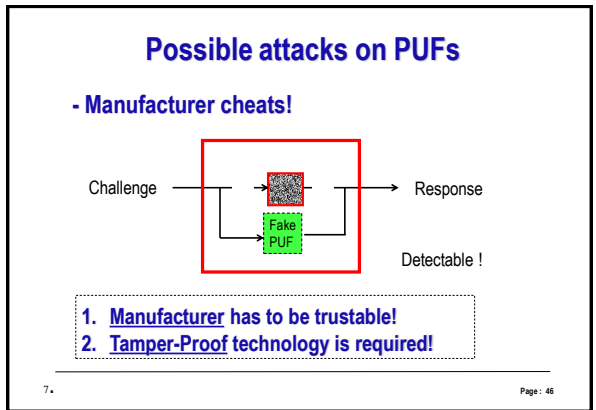 Possible attacks on PUFs
- Manufacturer cheats!
Challenge
Response
Fake
PUF
Detectable !
1. Manufacturer has to be trustable!
2. Tamper-Proof technology is required!
7.
Page : 46